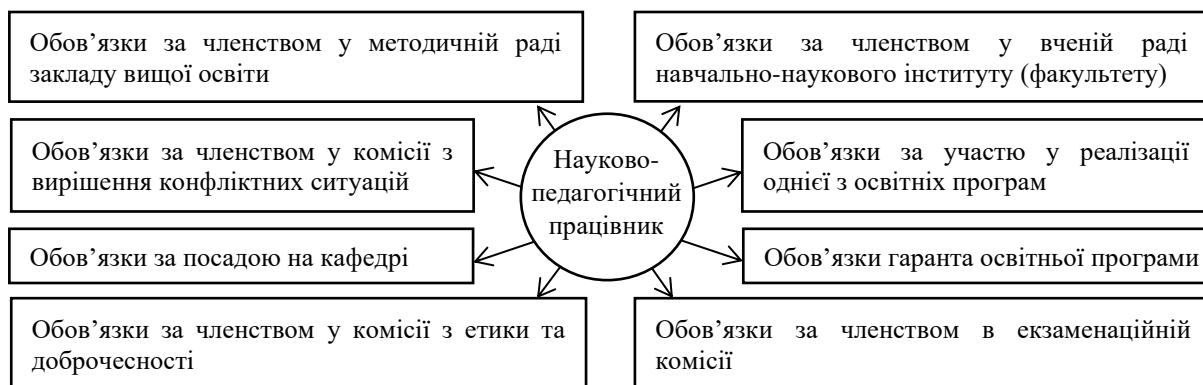 Обов’язки за членством у методичній раді
закладу вищої освіти
Обов’язки за членством у вченій раді
навчально-наукового інституту (факультету)
Обов’язки за членством у комісії з
вирішення конфліктних ситуацій
Науково-
педагогічний
працівник
Обов’язки за участю у реалізації
однієї з освітніх програм
Обов’язки за посадою на кафедрі
Обов’язки гаранта освітньої програми
Обов’язки за членством у комісії з етики та
доброчесності
Обов’язки за членством в екзаменаційній
комісії